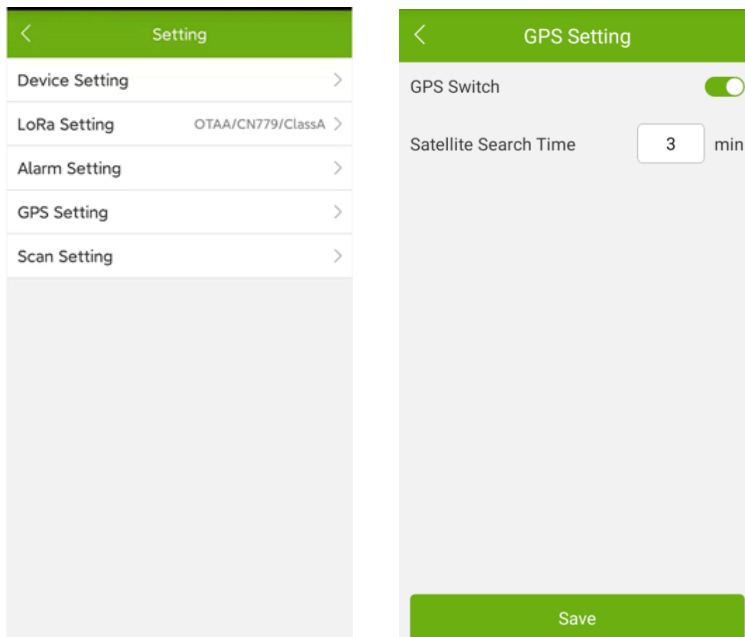 Setting
Device Setting
LoRa Setting OTAA/CN779/ClassA
Alarm Setting
GPS Setting
Scan Setting
GPS Setting
GPS Switch
Satellite Search Time 3 min
Save